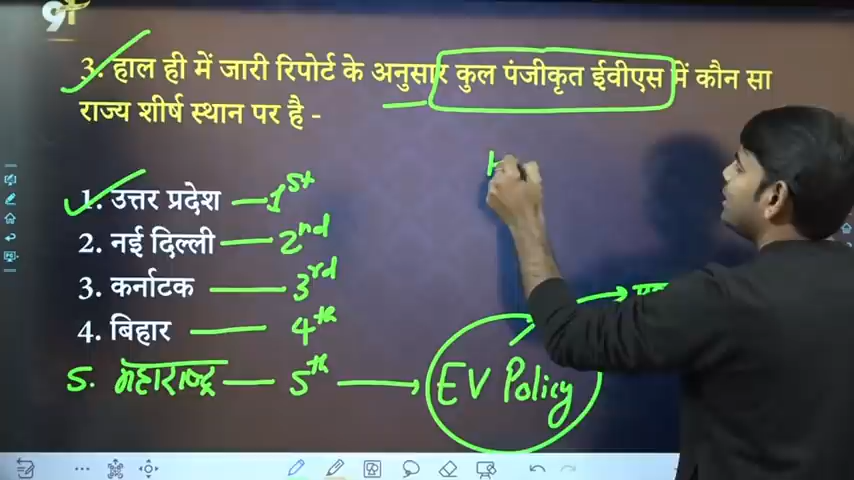 9+
3. हाल ही में जारी रिपोर्ट के अनुसार कुल पंजीकृत ईवीएस में कौन सा
राज्य शीर्ष स्थान पर है -
1. उत्तर प्रदेश — 1st
2. नई दिल्ली — 2nd
3. कर्नाटक — 3rd
4. बिहार — 4th
5. महाराष्ट्र — 5th
EV Policy